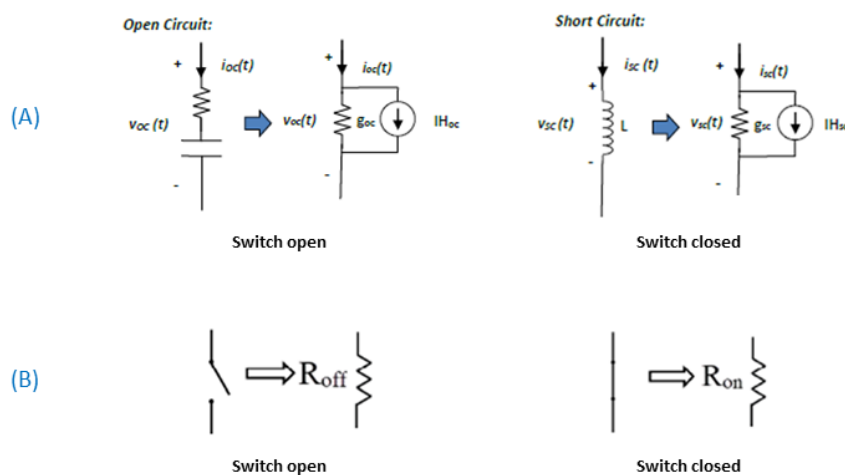 Open Circuit:
Short Circuit:
(A)
+ ioc(t)
voc (t)
-
+ ioc(t)
voc(t) goc IHoc
-
isc (t)
+
vsc(t) L
-
+ isc(t)
vsc(t) gsc IHs
-
Switch open
Switch closed
(B)
Roff
Ron
Switch open
Switch closed